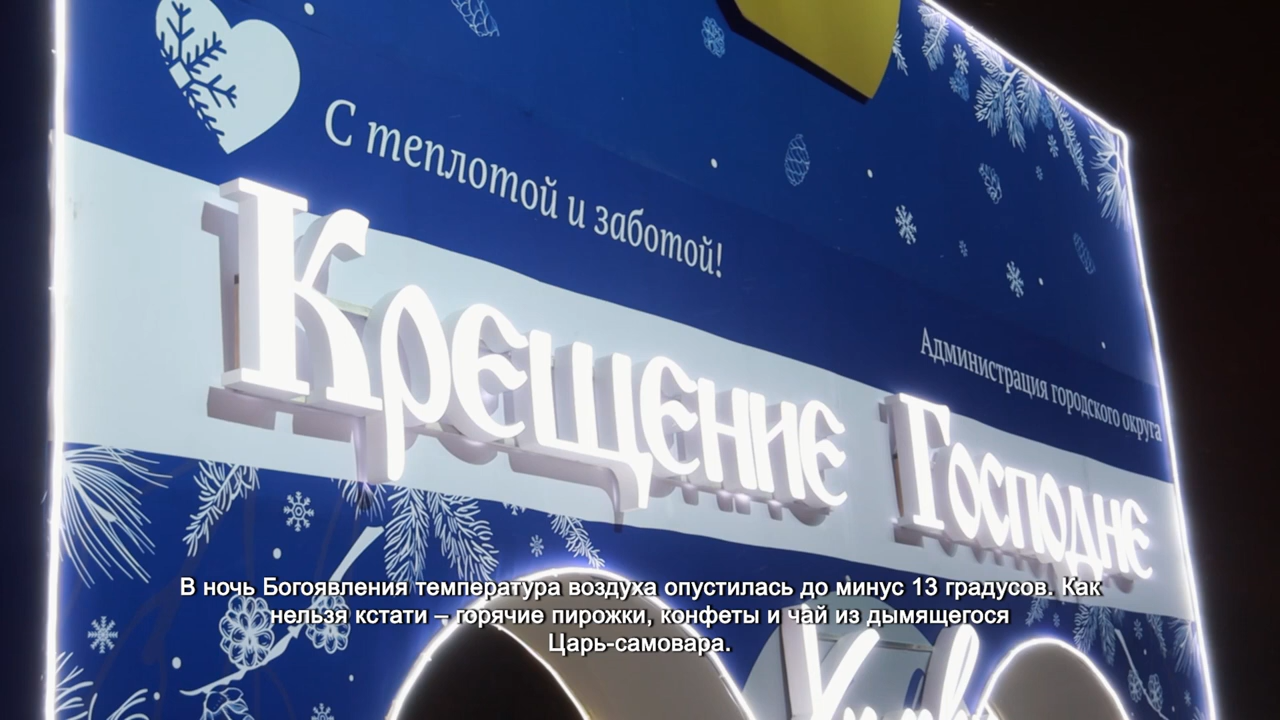 С теплотой и заботой!
Крещение Господне
Администрация городского округа
В ночь Богоявления температура воздуха опустилась до минус 13 градусов. Как
нельзя кстати – горячие пирожки, конфеты и чай из дымящегося
Царь-самовара.